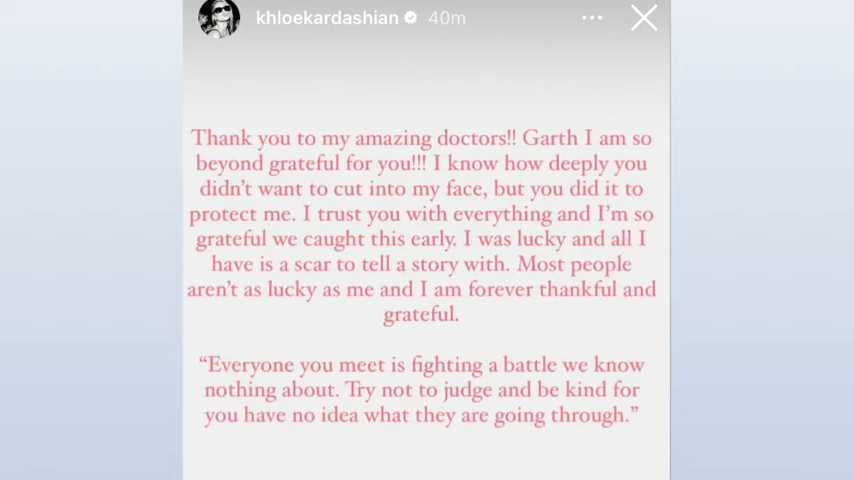 khloekardashian 40m
Thank you to my amazing doctors!! Garth I am so
beyond grateful for you!!! I know how deeply you
didn't want to cut into my face, but you did it to
protect me. I trust you with everything and I'm so
grateful we caught this early. I was lucky and all I
have is a scar to tell a story with. Most people
aren't as lucky as me and I am forever thankful and
grateful.
“Everyone you meet is fighting a battle we know
nothing about. Try not to judge and be kind for
you have no idea what they are going through.”